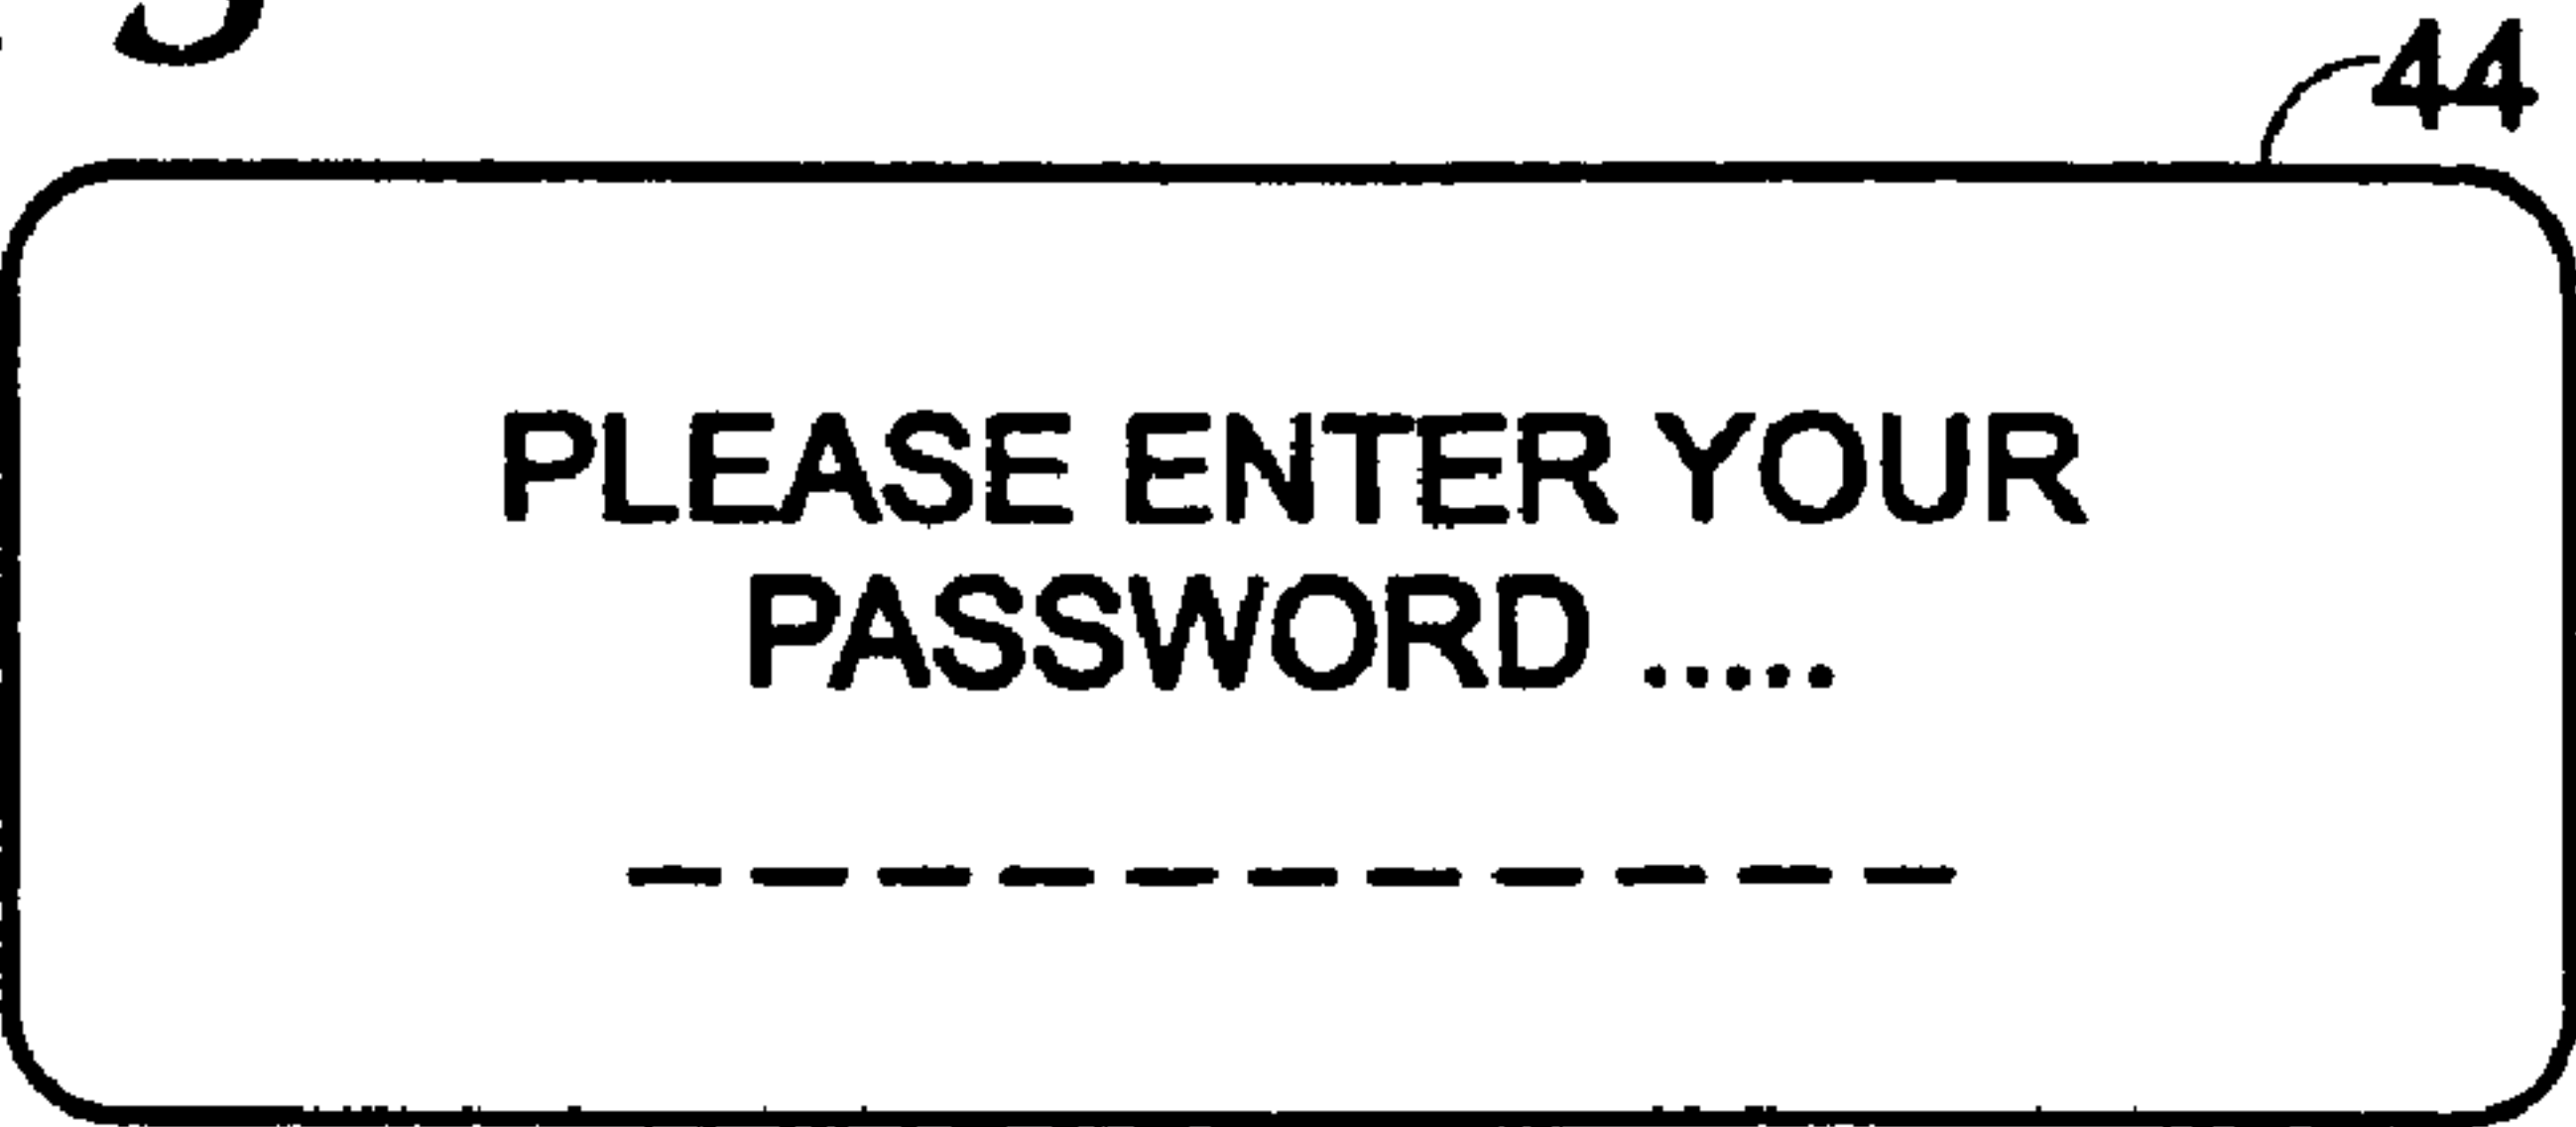 44
PLEASE ENTER YOUR
PASSWORD .....
— — — — — — — — — — —